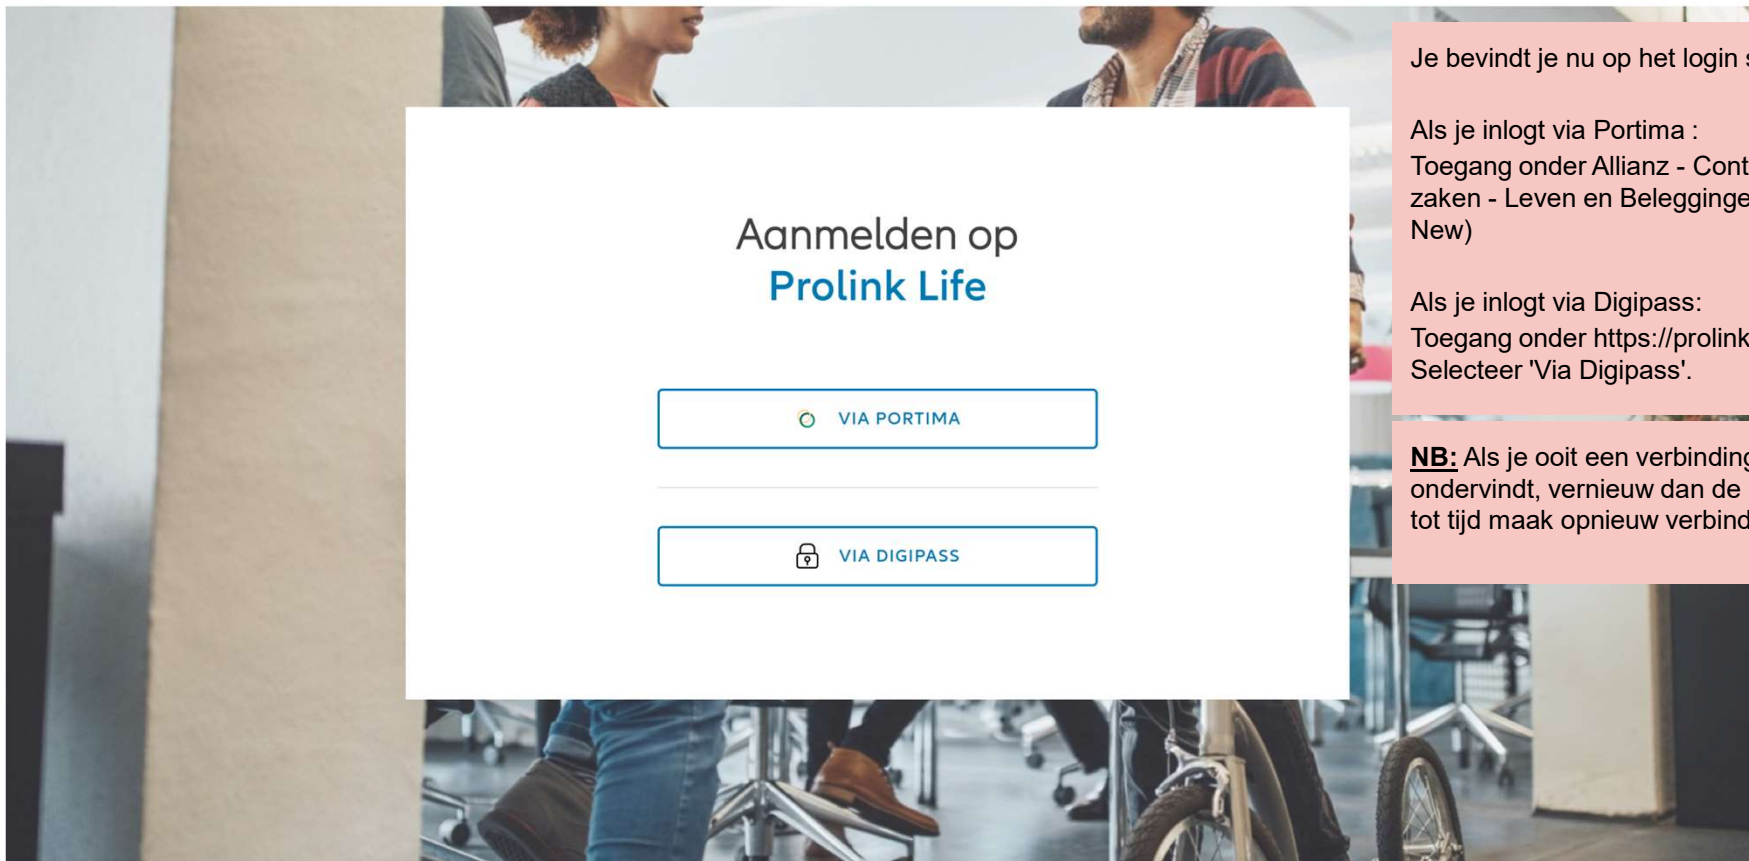 Aanmelden op
Prolink Life
VIA PORTIMA
VIA DIGIPASS
Je bevindt je nu op het login
Als je inlogt via Portima :
Toegang onder Allianz - Cont
zaken - Leven en Belegginge
New)
Als je inlogt via Digipass:
Toegang onder https://prolink
Selecteer 'Via Digipass'.
NB: Als je ooit een verbinding
ondervindt, vernieuw dan de
tot tijd maak opnieuw verbind